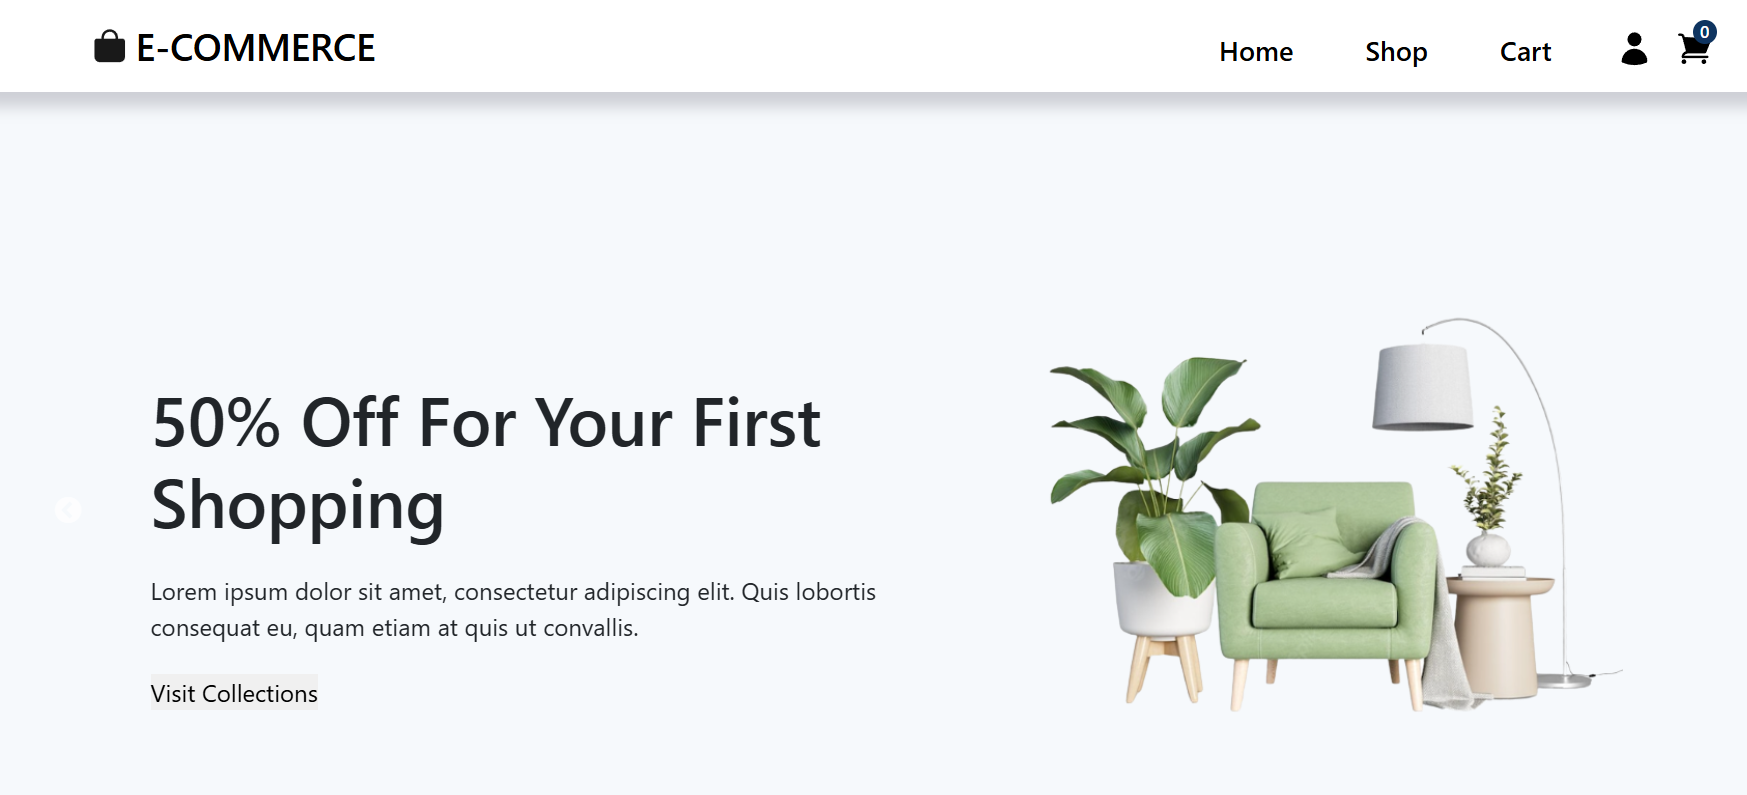 E-COMMERCE
Home Shop Cart 0
50% Off For Your First
Shopping
Lorem ipsum dolor sit amet, consectetur adipiscing elit. Quis lobortis
consequat eu, quam etiam at quis ut convallis.
Visit Collections